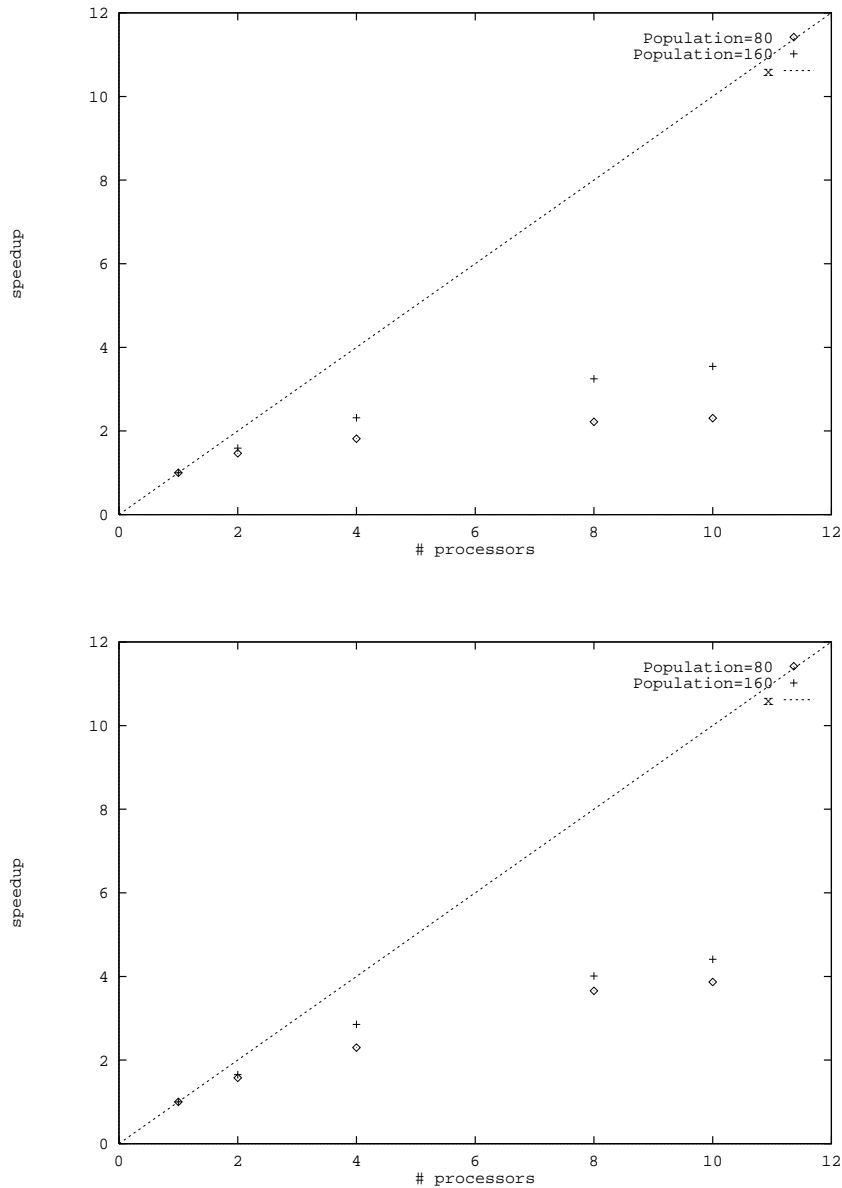 12
10
8
6
4
2
0
speedup
Population=80
Population=160
x
0 2 4 6 8 10 12
# processors
12
10
8
6
4
2
0
speedup
Population=80
Population=160
x
0 2 4 6 8 10 12
# processors